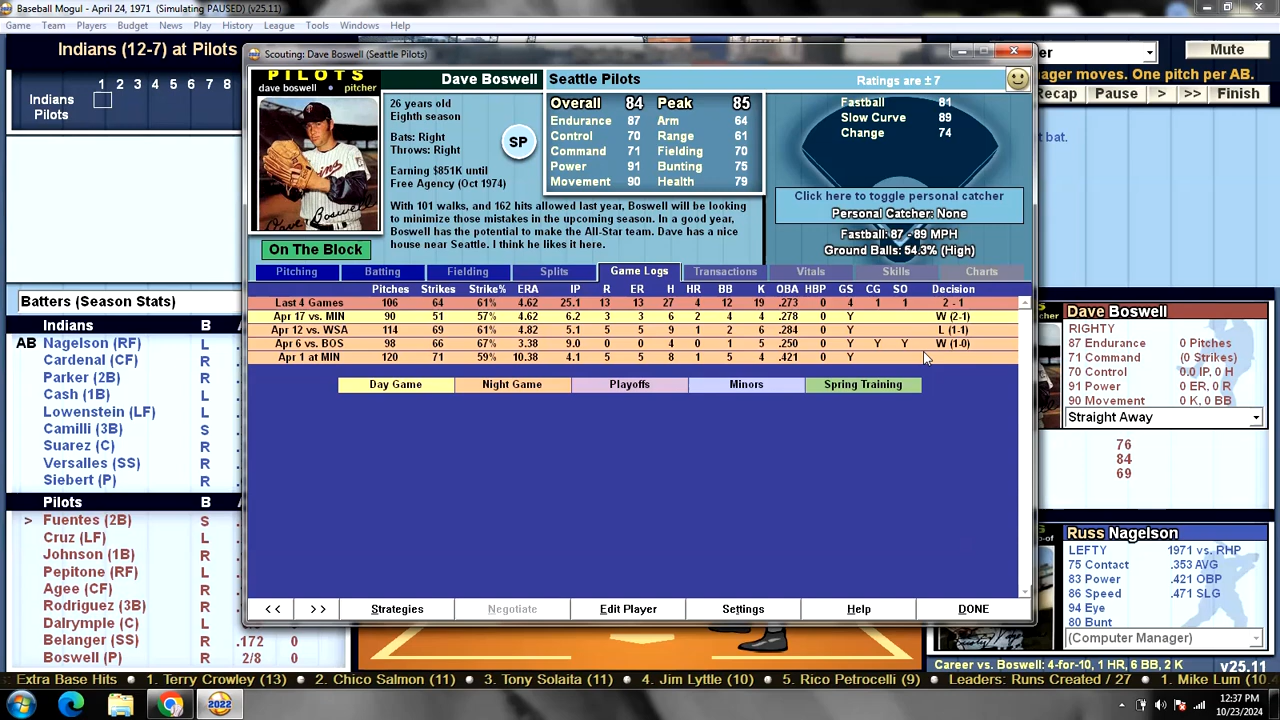 Baseball Mogul - April 24, 1971 (Simulating PAUSED) (v25.11)
Game Team Players Budget News Play History League Tools Windows Help
Indians (12-7) at Pilots
1 2 3 4 5 6 7 8
Indians
Pilots
Mute
nager moves. One pitch per AB.
Recap Pause > >> Finish
t bat.
Scouting: Dave Boswell (Seattle Pilots)
PILOTS
dave boswell • pitcher
Dave Boswell
Seattle Pilots
Ratings are ± 7
26 years old
Eighth season
Bats: Right
Throws: Right
Earning $851K until
Free Agency (Oct 1974)
SP
Overall 84 Peak 85
Endurance 87 Arm 64
Control 70 Range 61
Command 71 Fielding 70
Power 91 Bunting 75
Movement 90 Health 79
Fastball 81
Slow Curve 89
Change 74
Click here to toggle personal catcher
Personal Catcher: None
Fastball: 87 - 89 MPH
Ground Balls: 54.3% (High)
With 101 walks, and 162 hits allowed last year, Boswell will be looking
to minimize those mistakes in the upcoming season. In a good year,
Boswell has the potential to make the All-Star team. Dave has a nice
house near Seattle. I think he likes it here.
Dave Boswell
On The Block
Pitching Batting Fielding Splits Game Logs Transactions Vitals Skills Charts
Pitches Strikes Strike% ERA IP R ER H HR BB K OBA HBP GS CG SO Decision
Last 4 Games 106 64 61% 4.62 25.1 13 13 27 4 12 19 .273 0 4 1 1 2 - 1
Apr 17 vs. MIN 90 51 57% 4.62 6.2 3 3 6 2 4 4 .278 0 Y W (2-1)
Apr 12 vs. WSA 114 69 61% 4.82 5.1 5 5 9 1 2 6 .284 0 Y L (1-1)
Apr 6 vs. BOS 98 66 67% 3.38 9.0 0 0 4 0 1 5 .250 0 Y Y Y W (1-0)
Apr 1 at MIN 120 71 59% 10.38 4.1 5 5 8 1 5 4 .421 0 Y
Day Game Night Game Playoffs Minors Spring Training
<< >> Strategies Negotiate Edit Player Settings Help DONE
Batters (Season Stats)
Indians B
AB Nagelson (RF) L
Cardenal (CF) R
Parker (2B) R
Cash (1B) L
Lowenstein (LF) L
Camilli (3B) S
Suarez (C) R
Versalles (SS) R
Siebert (P) R
Pilots B
> Fuentes (2B) S
Cruz (LF) L
Johnson (1B) R
Pepitone (RF) L
Agee (CF) R
Rodriguez (3B) R
Dalrymple (C) L
Belanger (SS) R .172 0
Boswell (P) R 2/8 0
Dave Boswell
RIGHTY
87 Endurance 0 Pitches
71 Command (0 Strikes)
70 Control 0.0 IP, 0 H
91 Power 0 ER, 0 R
90 Movement 0 K, 0 BB
Straight Away
76
84
69
Russ Nagelson
LEFTY 1971 vs. RHP
75 Contact .353 AVG
83 Power .421 OBP
86 Speed .471 SLG
94 Eye
80 Bunt
(Computer Manager)
Career vs. Boswell: 4-for-10, 1 HR, 6 BB, 2 K
v25.11
Extra Base Hits • 1. Terry Crowley (13) • 2. Chico Salmon (11) • 3. Tony Solaita (11) • 4. Jim Lyttle (10) • 5. Rico Petrocelli (9) • Leaders: Runs Created / 27 • 1. Mike Lum (10.
2022
12:37 PM
10/23/2024